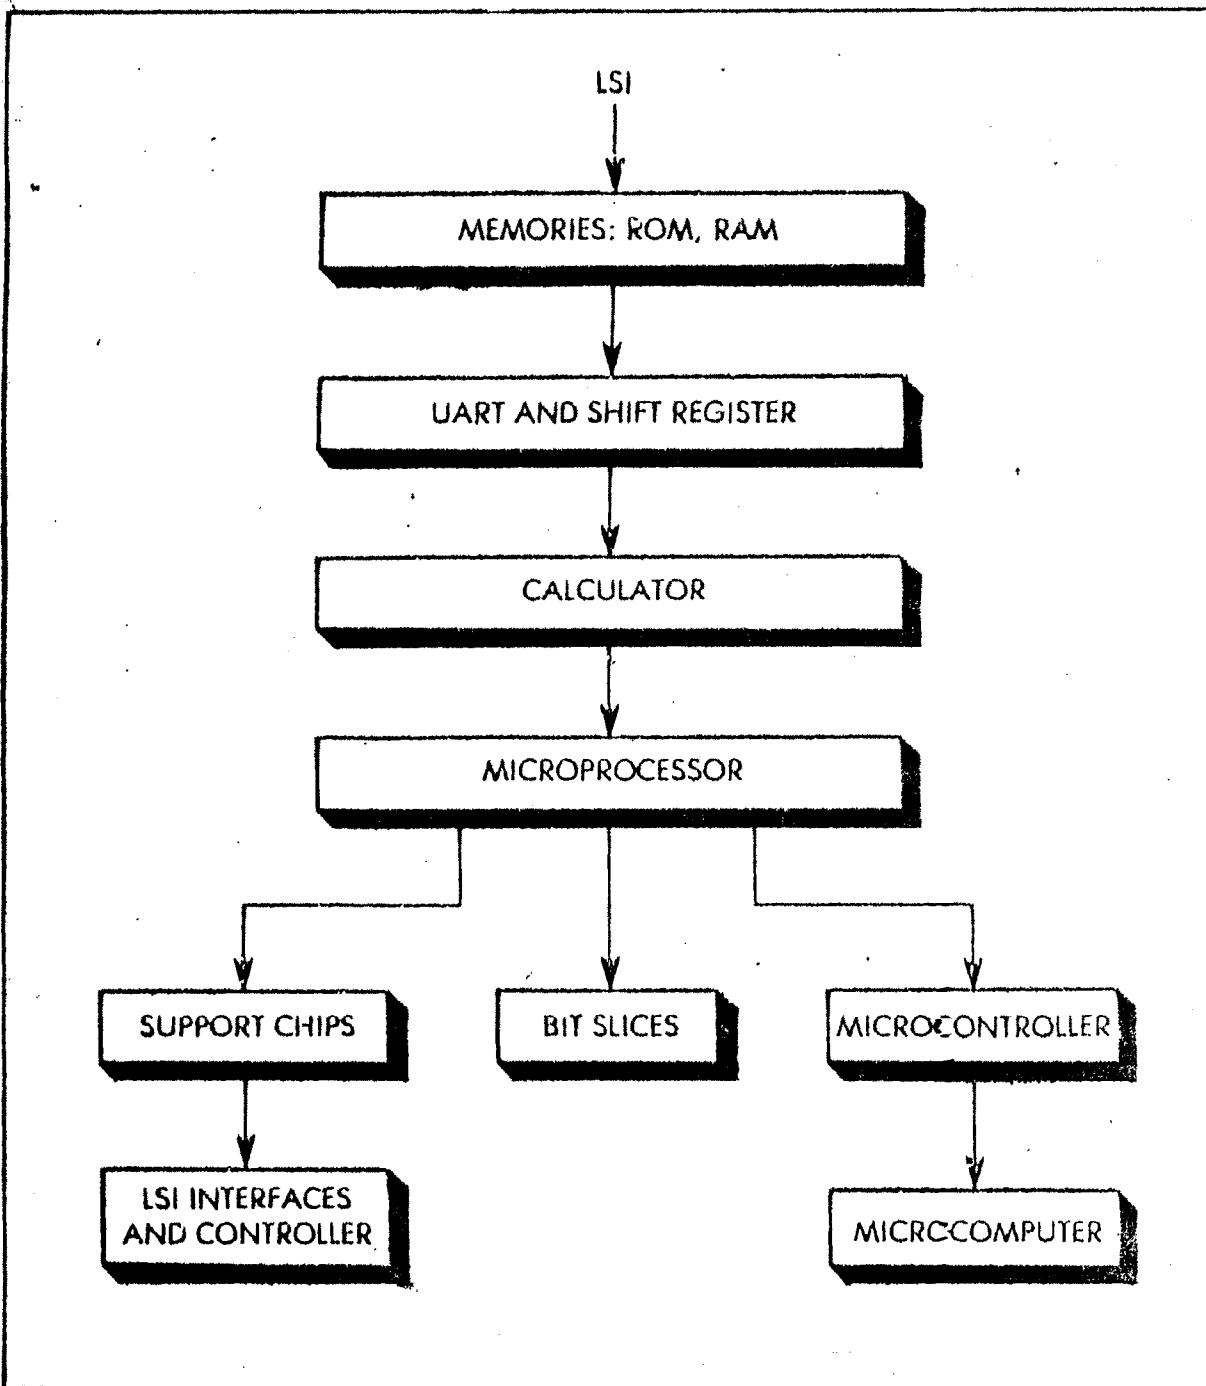 LSI
MEMORIES: ROM, RAM
UART AND SHIFT REGISTER
CALCULATOR
MICROPROCESSOR
SUPPORT CHIPS
BIT SLICES
MICROCONTROLLER
LSI INTERFACES
AND CONTROLLER
MICROCOMPUTER